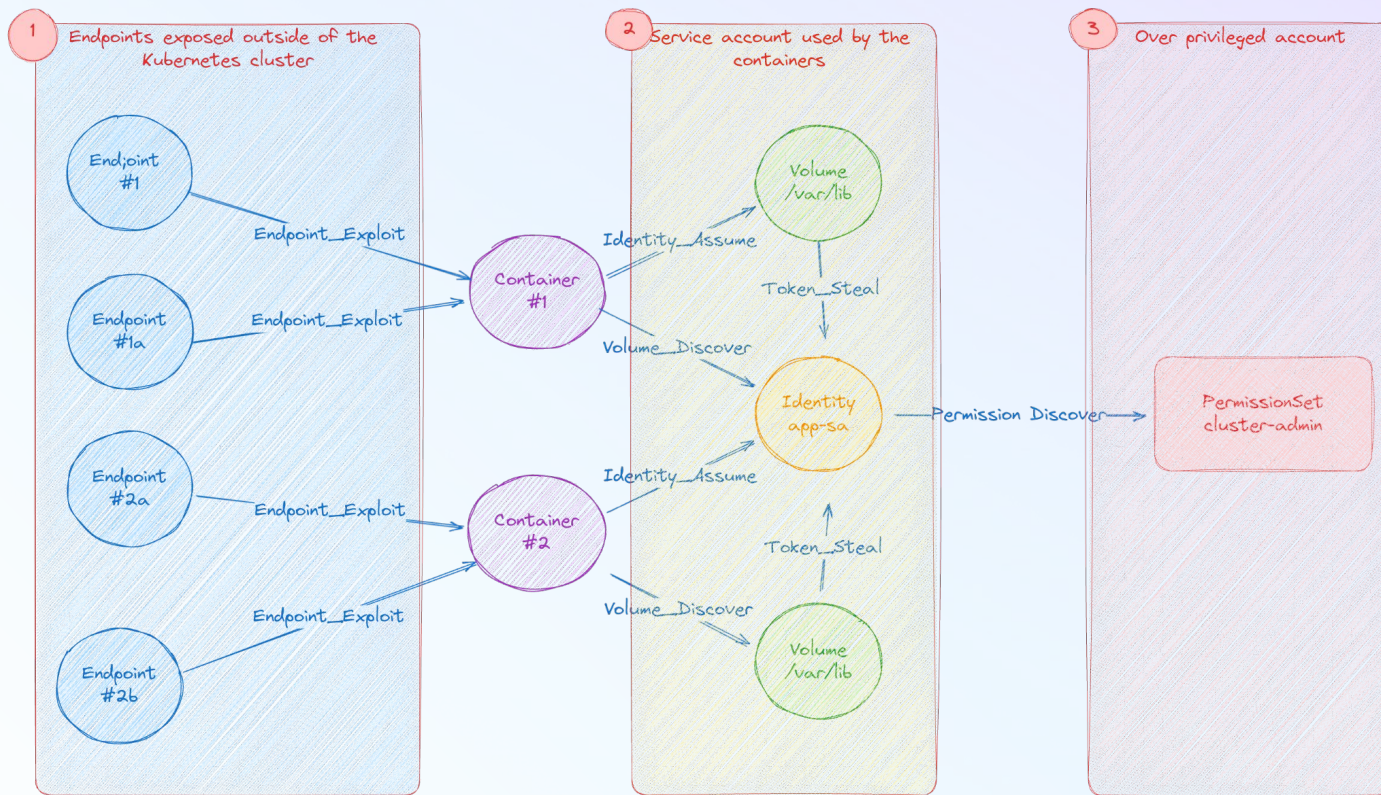 1
Endpoints exposed outside of the
Kubernetes cluster
2
Service account used by the
containers
3
Over privileged account
End;oint
#1
Endpoint_Exploit
Endpoint
#1a
Endpoint_Exploit
Endpoint
#2a
Endpoint_Exploit
Endpoint
#2b
Endpoint_Exploit
Container
#1
Container
#2
Identity_Assume
Volume_Discover
Identity_Assume
Volume_Discover
Volume
/var/lib
Token_Steal
Identity
app-sa
Token_Steal
Volume
/var/lib
Permission Discover
PermissionSet
cluster-admin